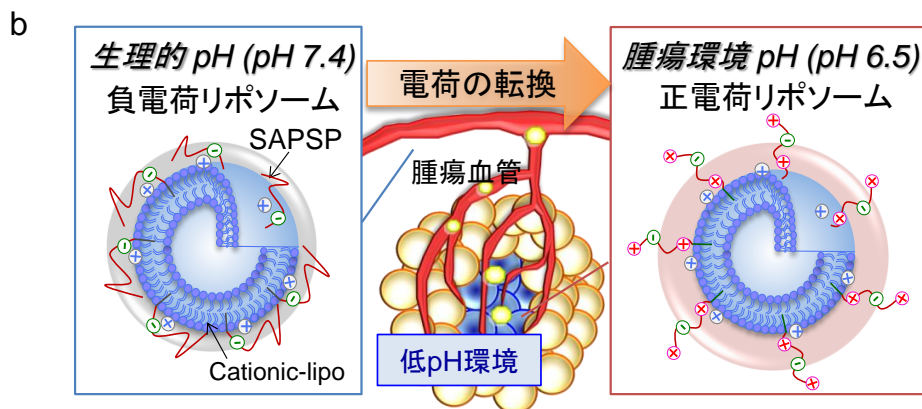 b
生理的 pH (pH 7.4)
負電荷リポソーム
SAPSP
Cationic-lipo
電荷の転換
腫瘍血管
低pH環境
腫瘍環境 pH (pH 6.5)
正電荷リポソーム